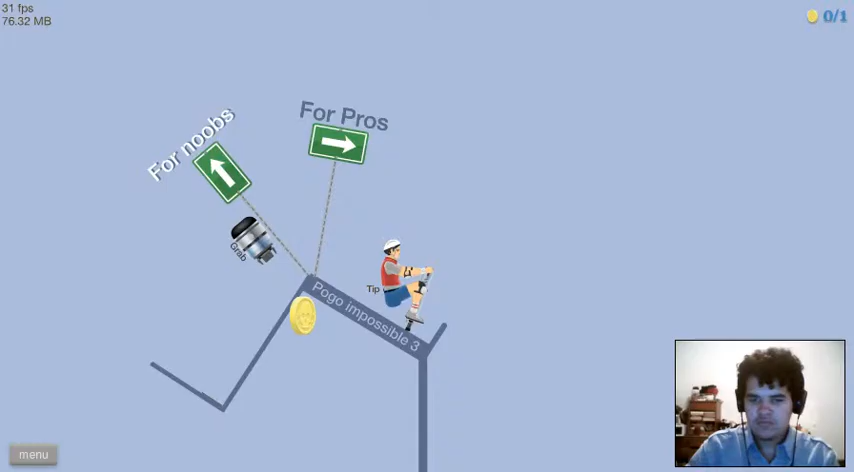 31 fps
76.32 MB
0/1
For Pros
For noobs
Grab
Tip
Pogo impossible 3
menu